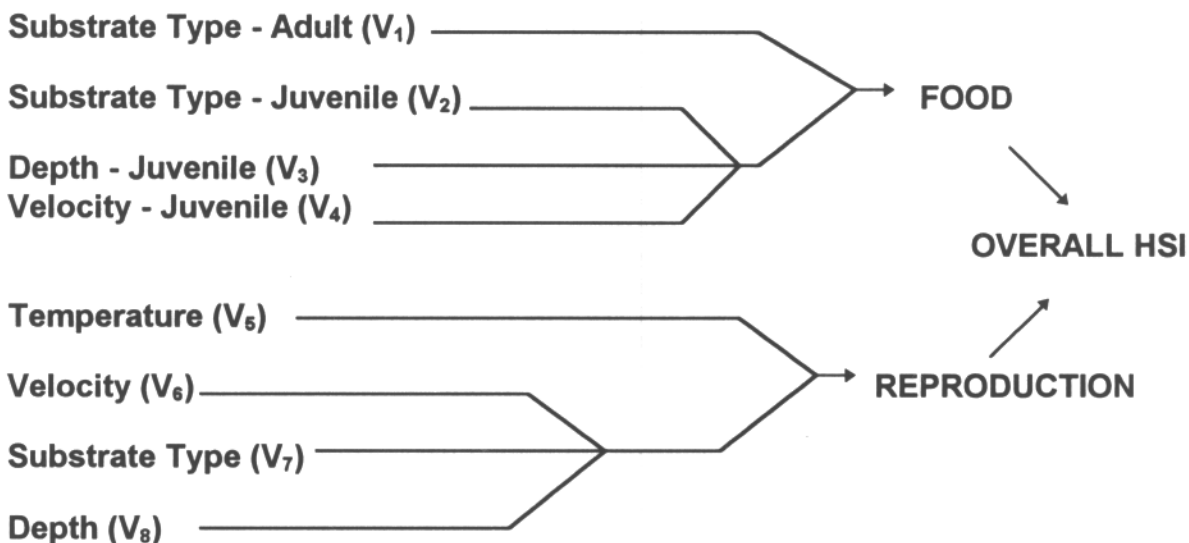 Substrate Type - Adult (V₁)
Substrate Type - Juvenile (V₂)
FOOD
Depth - Juvenile (V₃)
Velocity - Juvenile (V₄)
OVERALL HSI
Temperature (V₅)
Velocity (V₆)
REPRODUCTION
Substrate Type (V₇)
Depth (V₈)